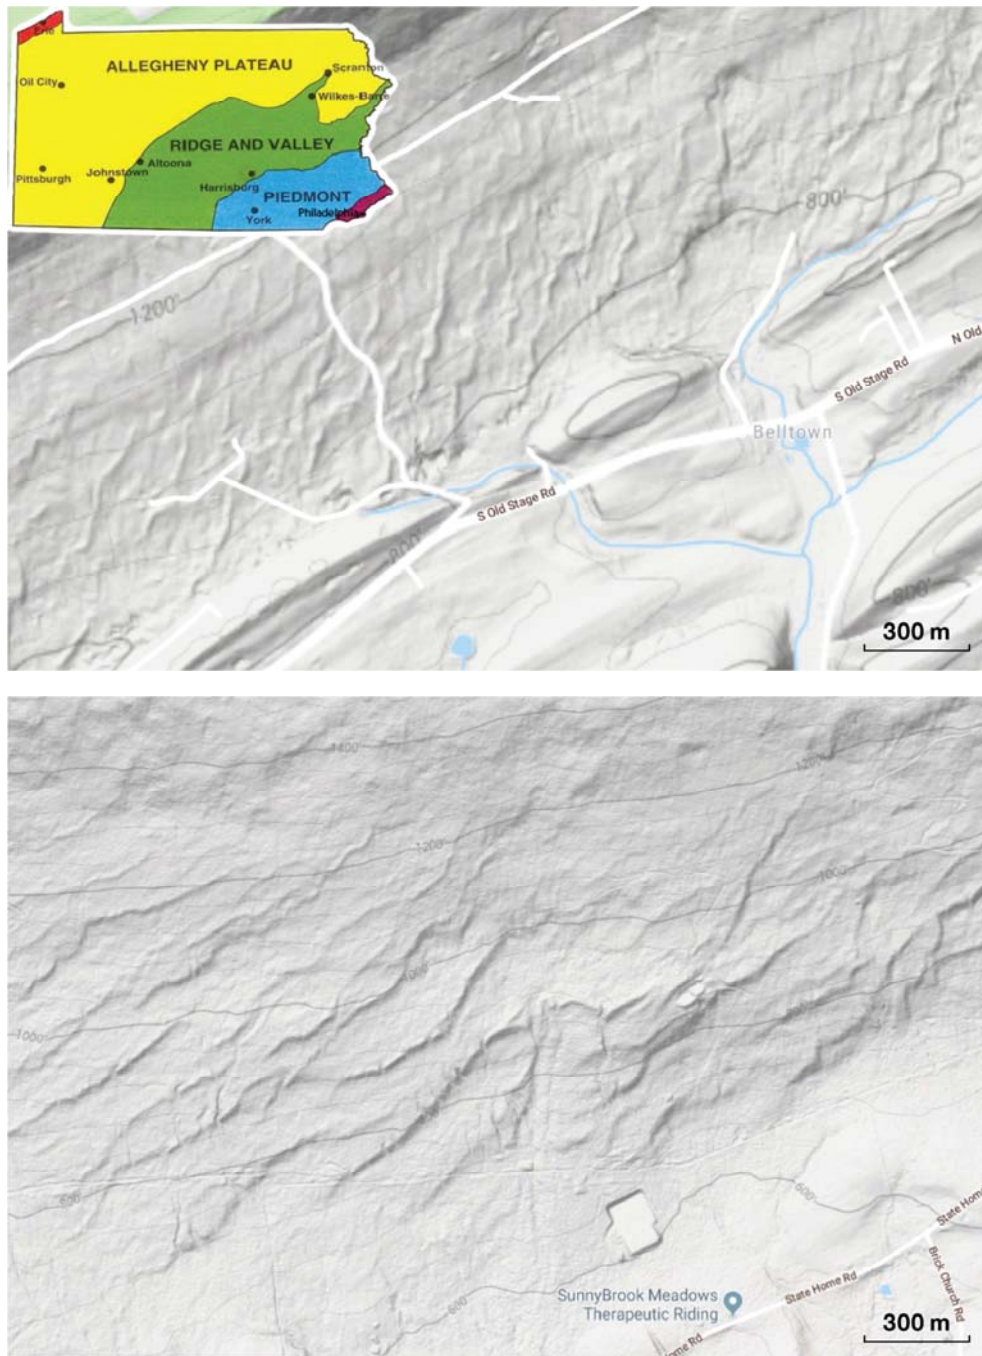 Erie
ALLEGHENY PLATEAU
Oil City
Scranton
Wilkes-Barre
RIDGE AND VALLEY
Altoona
Pittsburgh
Johnstown
Harrisburg
PIEDMONT
York
Philadelphia
800'
1200'
N Old
S Old Stage Rd
Belltown
S Old Stage Rd
800'
800'
300 m
1400'
1200'
1200'
1000'
1000'
1000'
600'
600
State Home
Brick Church Rd
State Home Rd
SunnyBrook Meadows
Therapeutic Riding
Home Rd
300 m